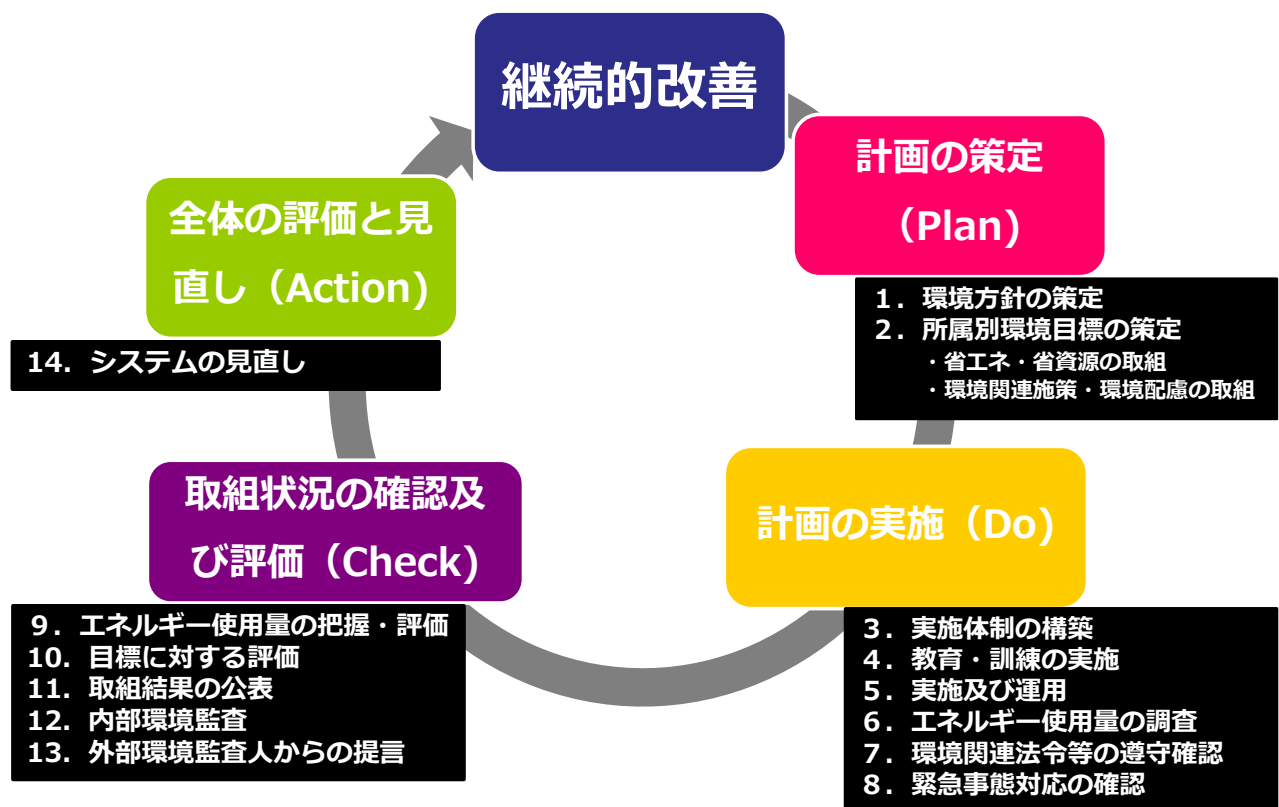 継続的改善
計画の策定
（Plan)
1．環境方針の策定
2．所属別環境目標の策定
・省エネ・省資源の取組
・環境関連施策・環境配慮の取組
計画の実施（Do)
3．実施体制の構築
4．教育・訓練の実施
5．実施及び運用
6．エネルギー使用量の調査
7．環境関連法令等の遵守確認
8．緊急事態対応の確認
取組状況の確認及
び評価（Check)
9．エネルギー使用量の把握・評価
10．目標に対する評価
11．取組結果の公表
12．内部環境監査
13．外部環境監査人からの提言
全体の評価と見
直し（Action)
14．システムの見直し